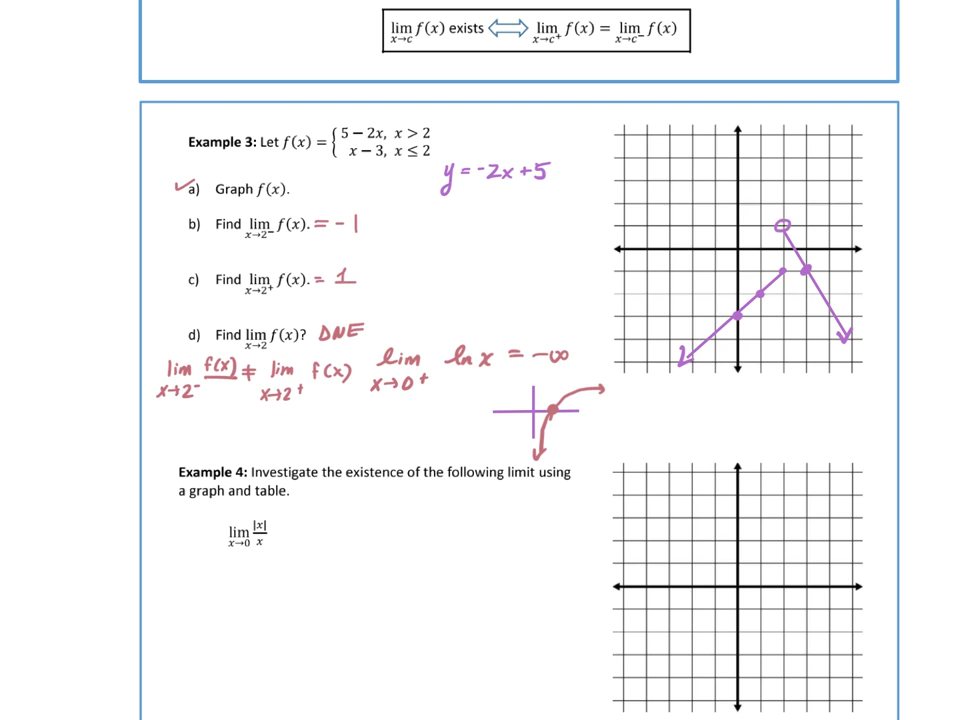 lim f(x) exists ⟺ lim f(x) = lim f(x)
x→c x→c⁺ x→c⁻
Example 3: Let f(x) = { 5 − 2x, x > 2
x − 3, x ≤ 2
y = -2x + 5
✓a) Graph f(x).
b) Find lim f(x). = -1
x→2⁻
c) Find lim f(x). = 1
x→2⁺
d) Find lim f(x)? DNE
x→2
lim f(x) ≠ lim f(x) lim ln x = -∞
x→2⁻ x→2⁺ x→0⁺
Example 4: Investigate the existence of the following limit using
a graph and table.
lim |x|/x
x→0